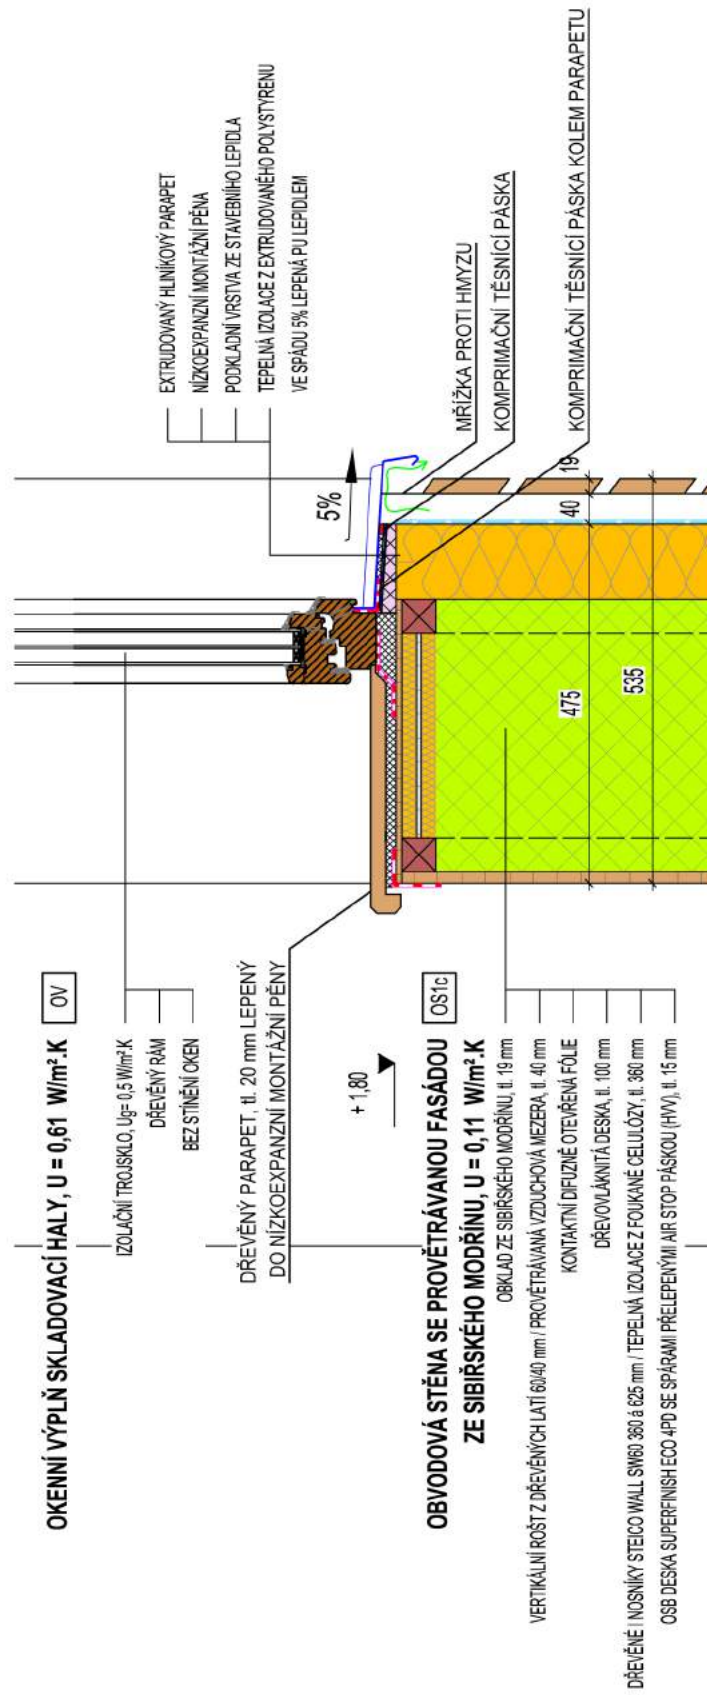 OKENNÍ VÝPLŇ SKLADOVACÍ HALY, U = 0,61 W/m².K
OV
IZOLAČNÍ TROJSKLO, Ug= 0,5 W/m².K
DŘEVĚNÝ RÁM
BEZ STÍNĚNÍ OKEN
EXTRUDOVANÝ HLINÍKOVÝ PARAPET
NÍZKOEXPANZNÍ MONTÁŽNÍ PĚNA
PODKLADNÍ VRSTVA ZE STAVEBNÍHO LEPIDLA
TEPELNÁ IZOLACE Z EXTRUDOVANÉHO POLYSTYRENU
VE SPÁDU 5% LEPENÁ PU LEPIDLEM
5%
DŘEVĚNÝ PARAPET, tl. 20 mm LEPENÝ
DO NÍZKOEXPANZNÍ MONTÁŽNÍ PĚNY
MŘÍŽKA PROTI HMYZU
KOMPRIMAČNÍ TĚSNÍCÍ PÁSKA
KOMPRIMAČNÍ TĚSNÍCÍ PÁSKA KOLEM PARAPETU
+ 1,80
OBVODOVÁ STĚNA SE PROVĚTRÁVANOU FASÁDOU
OS1c
ZE SIBIŘSKÉHO MODŘÍNU, U = 0,11 W/m².K
OBKLAD ZE SIBIŘSKÉHO MODŘÍNU, tl. 19 mm
VERTIKÁLNÍ ROŠT Z DŘEVĚNÝCH LATÍ 60/40 mm / PROVĚTRÁVANÁ VZDUCHOVÁ MEZERA, tl. 40 mm
KONTAKTNÍ DIFUZNĚ OTEVŘENÁ FÓLIE
DŘEVOVLÁKNITÁ DESKA, tl. 100 mm
DŘEVĚNÉ I NOSNÍKY STEICO WALL SW60 360 á 625 mm / TEPELNÁ IZOLACE Z FOUKANÉ CELULÓZY, tl. 360 mm
OSB DESKA SUPERFINISH ECO 4PD SE SPÁRAMI PŘELEPENÝMI AIR STOP PÁSKOU (HVV), tl. 15 mm
475
40
19
535